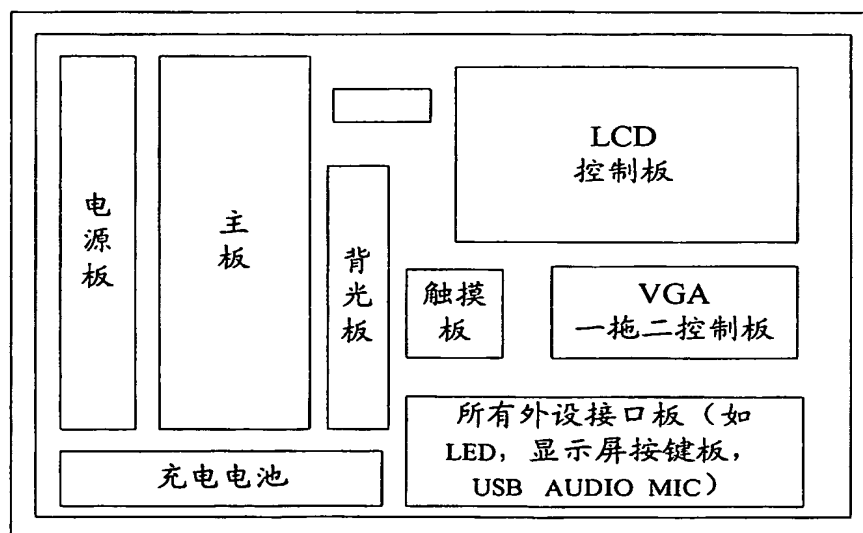 电
源
板
主
板
背
光
板
LCD
控制板
触摸
板
VGA
一拖二控制板
充电电池
所有外设接口板（如
LED，显示屏按键板，
USB AUDIO MIC）